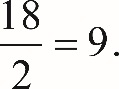 18/2 = 9.